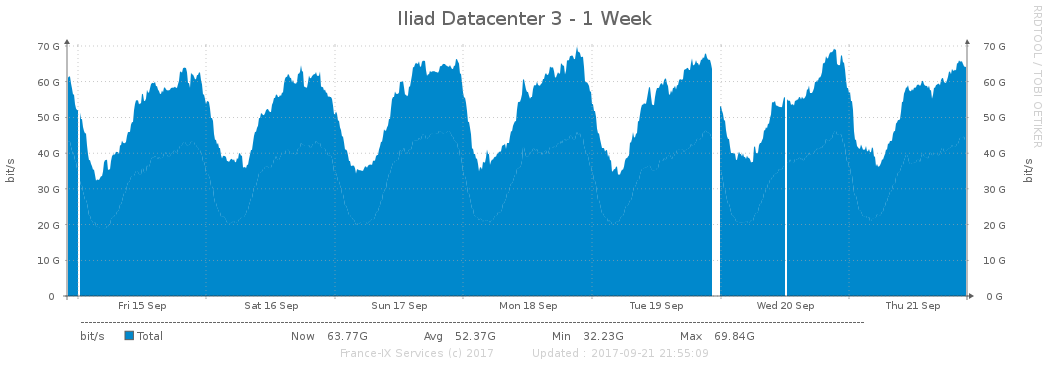 Iliad Datacenter 3 - 1 Week
RRDTOOL / TOBI OETIKER
70 G 70 G
60 G 60 G
50 G 50 G
40 G 40 G
30 G 30 G
20 G 20 G
10 G 10 G
0 0 G
bit/s bit/s
Fri 15 Sep Sat 16 Sep Sun 17 Sep Mon 18 Sep Tue 19 Sep Wed 20 Sep Thu 21 Sep
bit/s Total Now 63.77G Avg 52.37G Min 32.23G Max 69.84G
France-IX Services (c) 2017 Updated : 2017-09-21 21:55:09